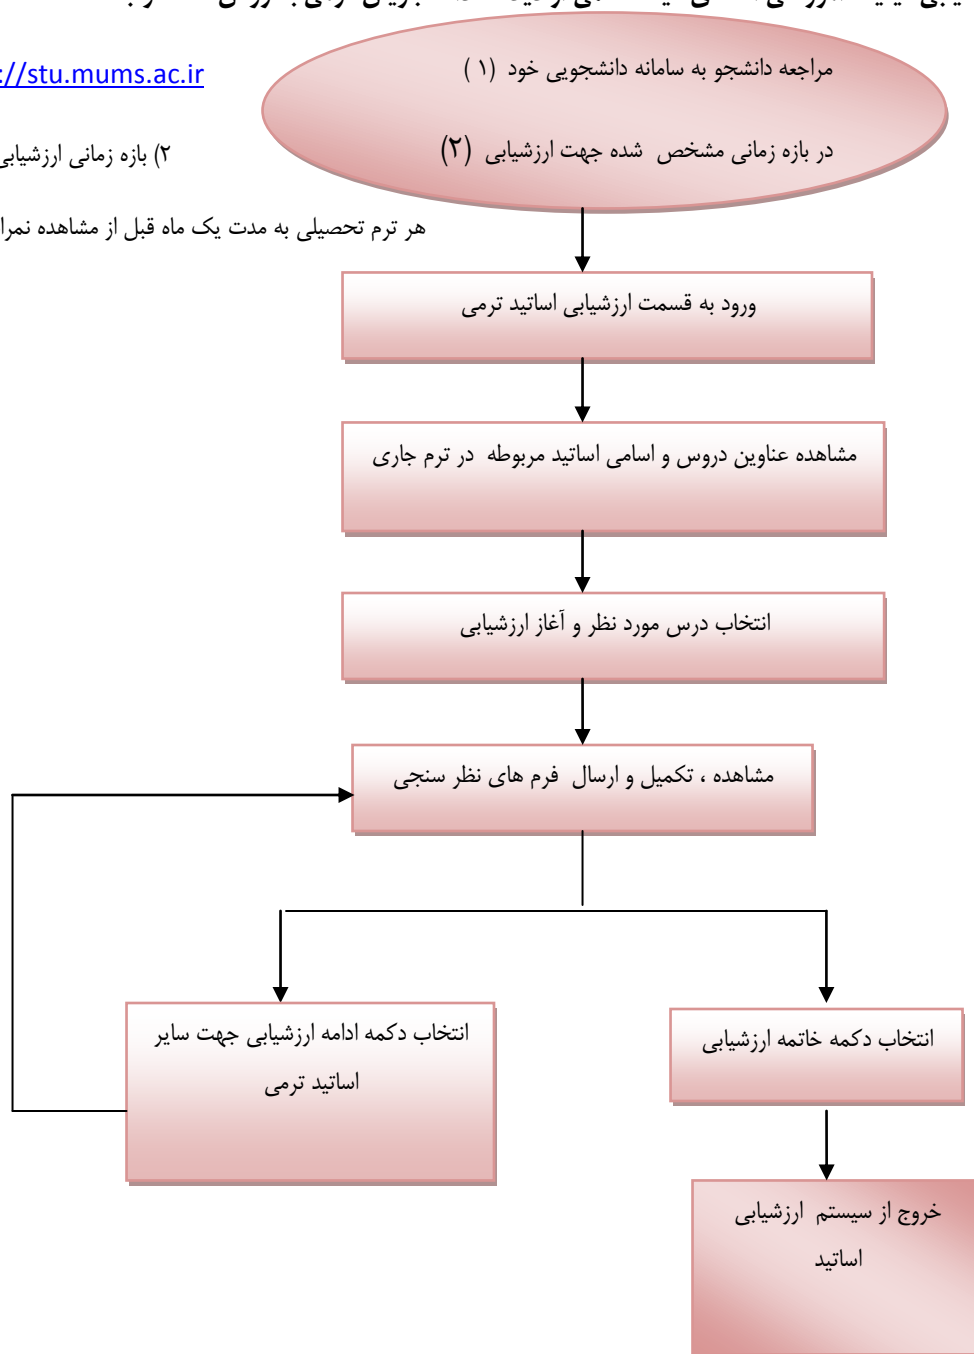 ://stu.mums.ac.ir
مراجعه دانشجو به سامانه دانشجویی خود (۱ )
در بازه زمانی مشخص شده جهت ارزشیابی (۲)
۲) بازه زمانی ارزشیابی
هر ترم تحصیلی به مدت یک ماه قبل از مشاهده
ورود به قسمت ارزشیابی اساتید ترمی
مشاهده عناوین دروس و اسامی اساتید مربوطه در ترم جاری
انتخاب درس مورد نظر و آغاز ارزشیابی
مشاهده ، تکمیل و ارسال فرم های نظر سنجی
انتخاب دکمه خاتمه ارزشیابی
انتخاب دکمه ادامه ارزشیابی جهت سایر
اساتید ترمی
خروج از سیستم ارزشیابی
اساتید